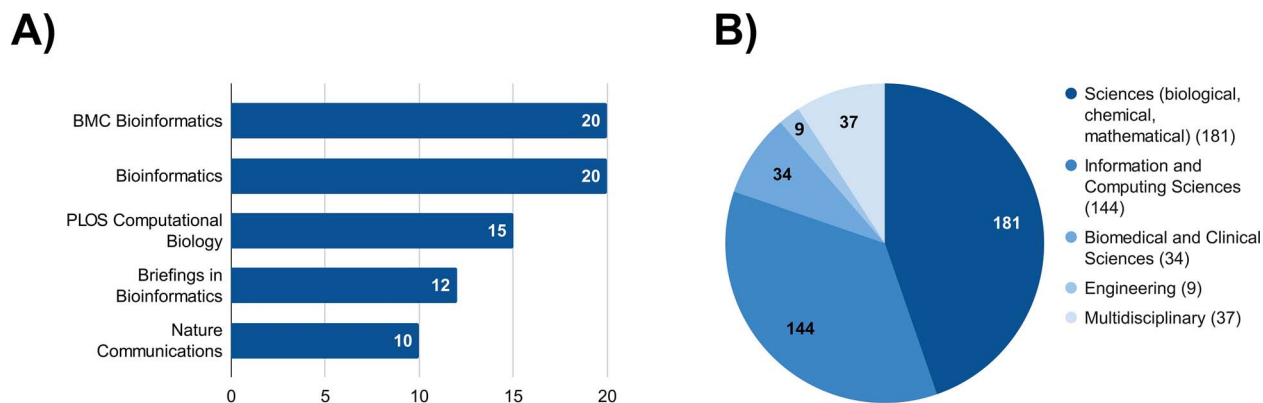 A)
BMC Bioinformatics
20
Bioinformatics
20
PLOS Computational
Biology
15
Briefings in
Bioinformatics
12
Nature
Communications
10
0 5 10 15 20
B)
37
9
34
181
144
Sciences (biological,
chemical,
mathematical) (181)
Information and
Computing Sciences
(144)
Biomedical and Clinical
Sciences (34)
Engineering (9)
Multidisciplinary (37)